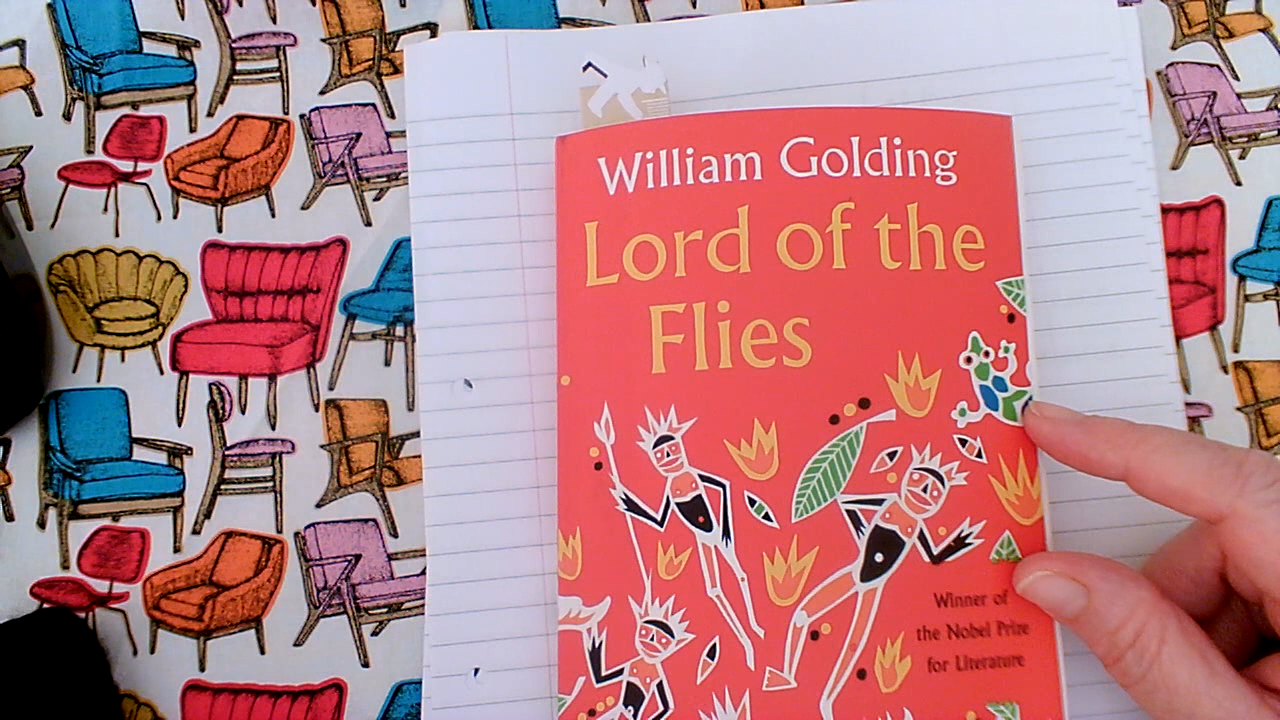 William Golding
Lord of the
Flies
Winner of
the Nobel Prize
for Literature